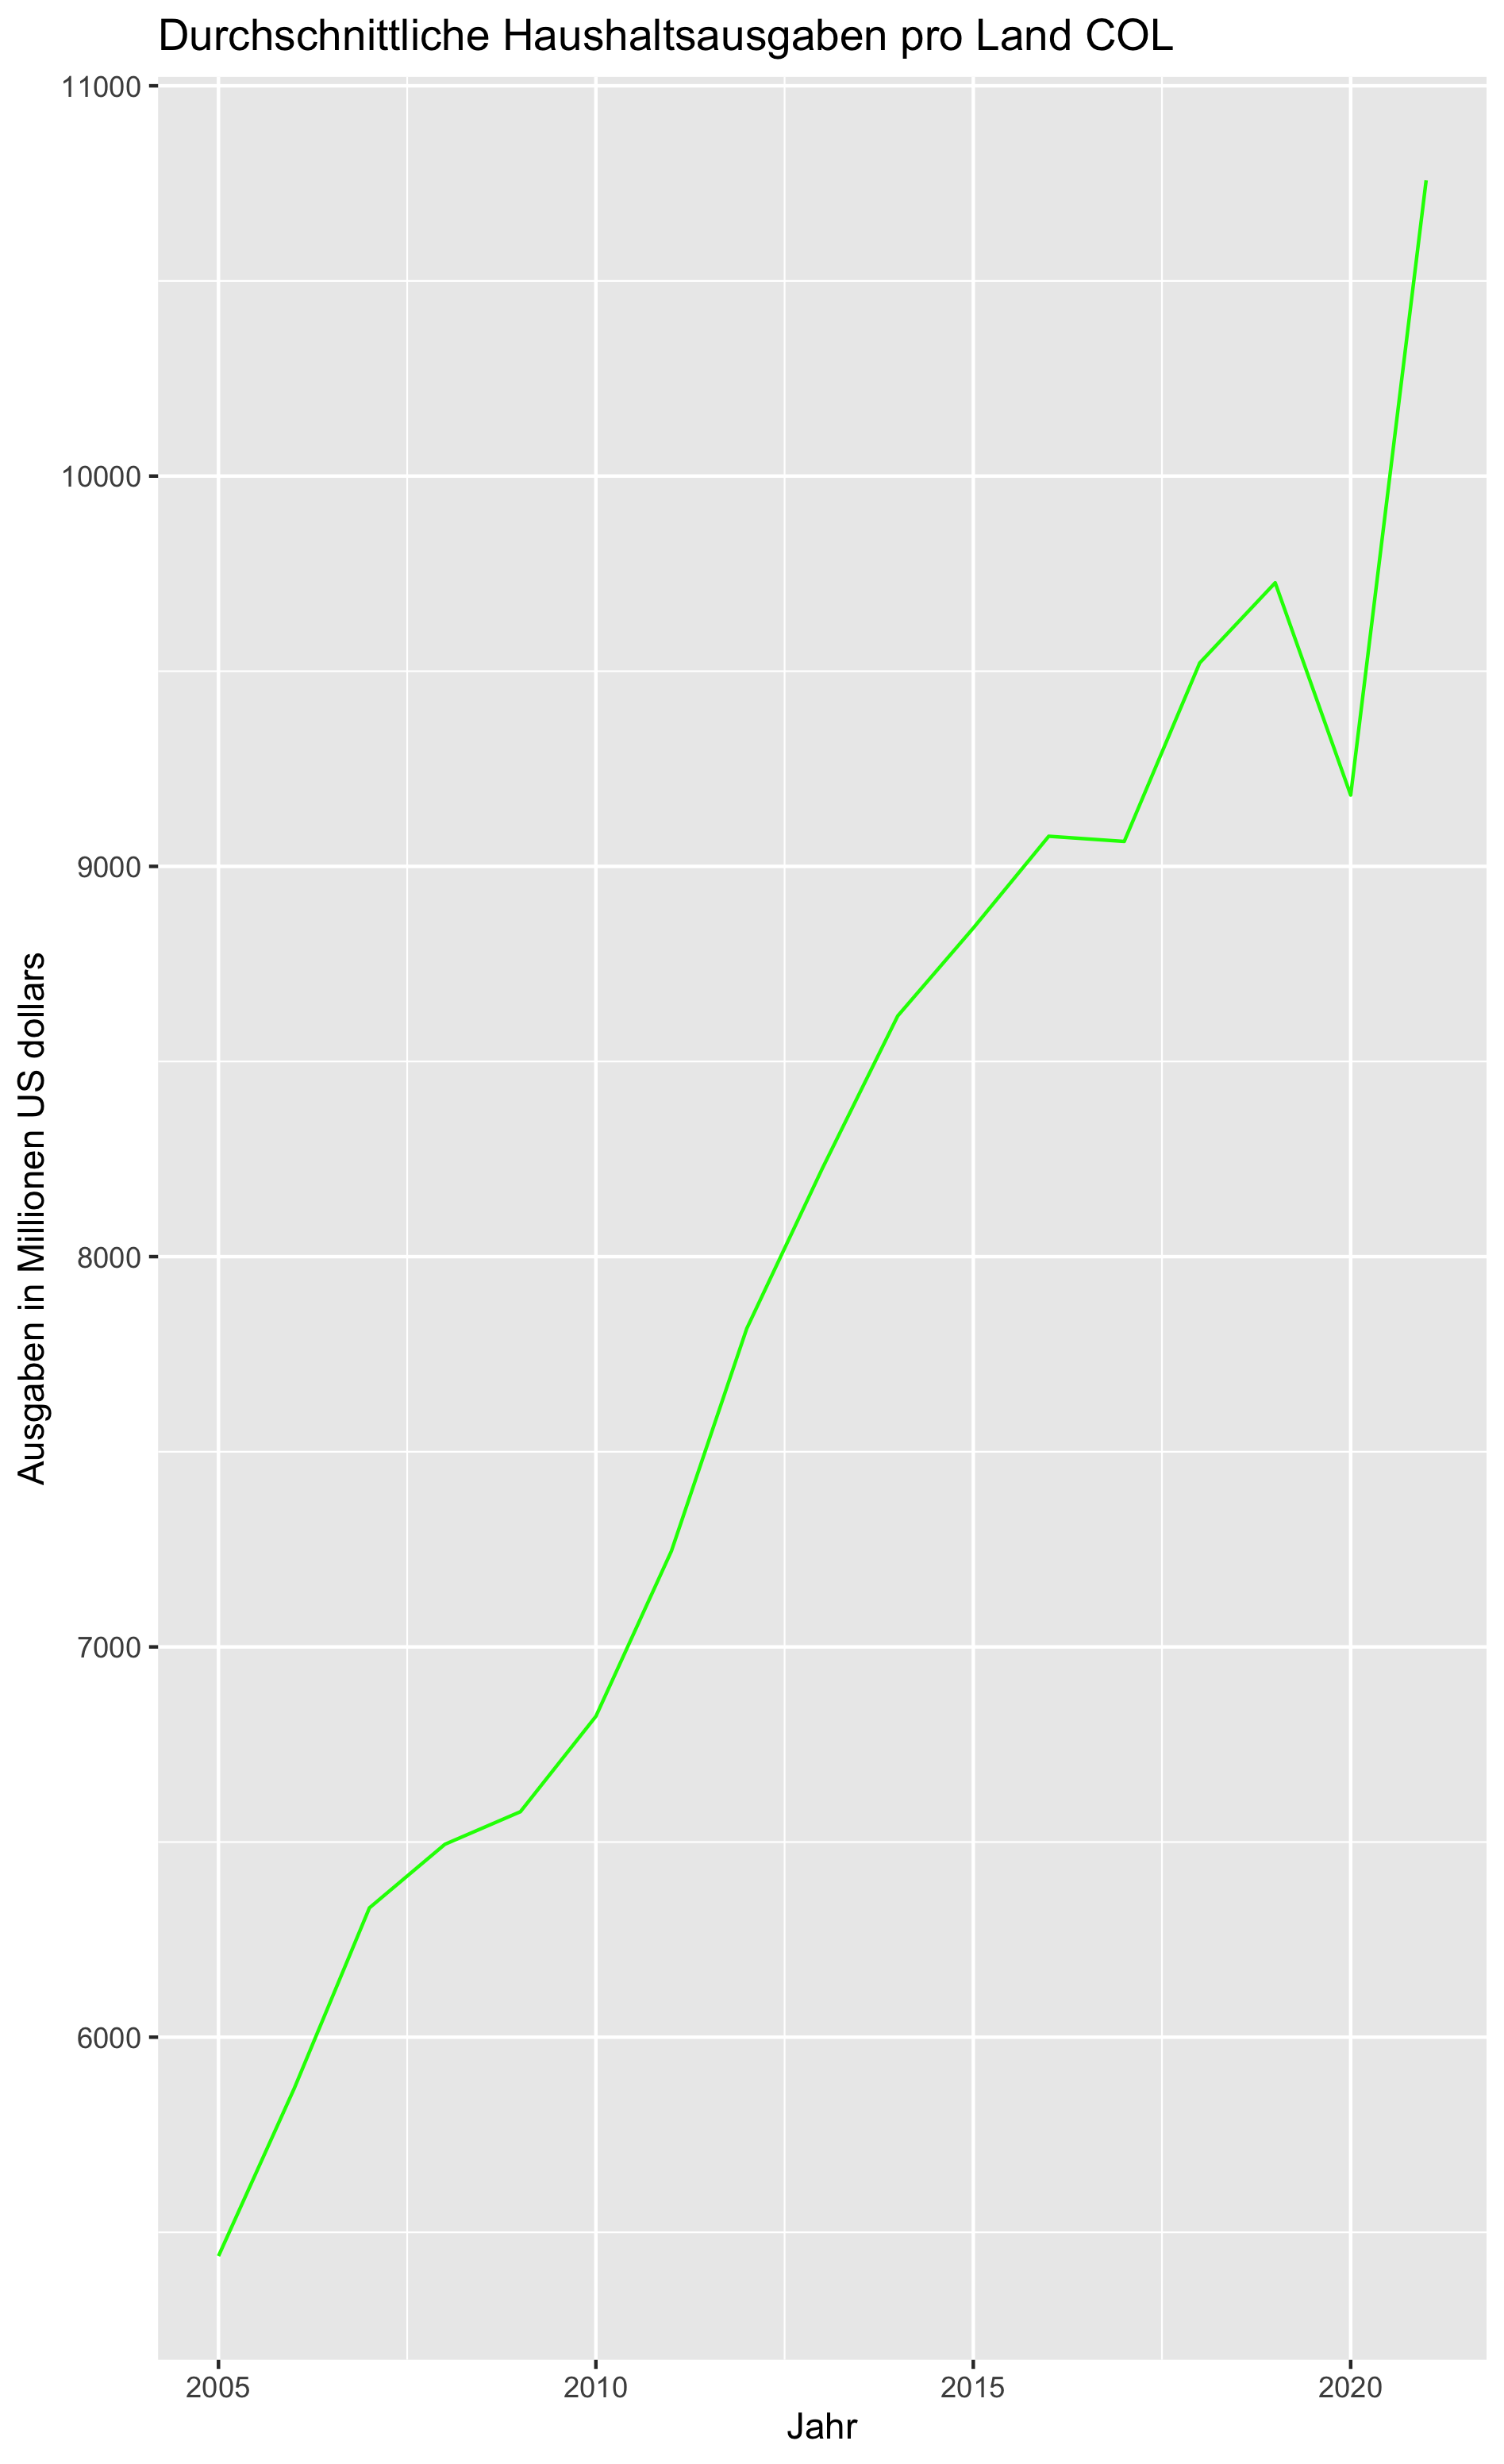 Durchschnittliche Haushaltsausgaben pro Land COL
Ausgaben in Millionen US dollars
11000
10000
9000
8000
7000
6000
2005 2010 2015 2020
Jahr